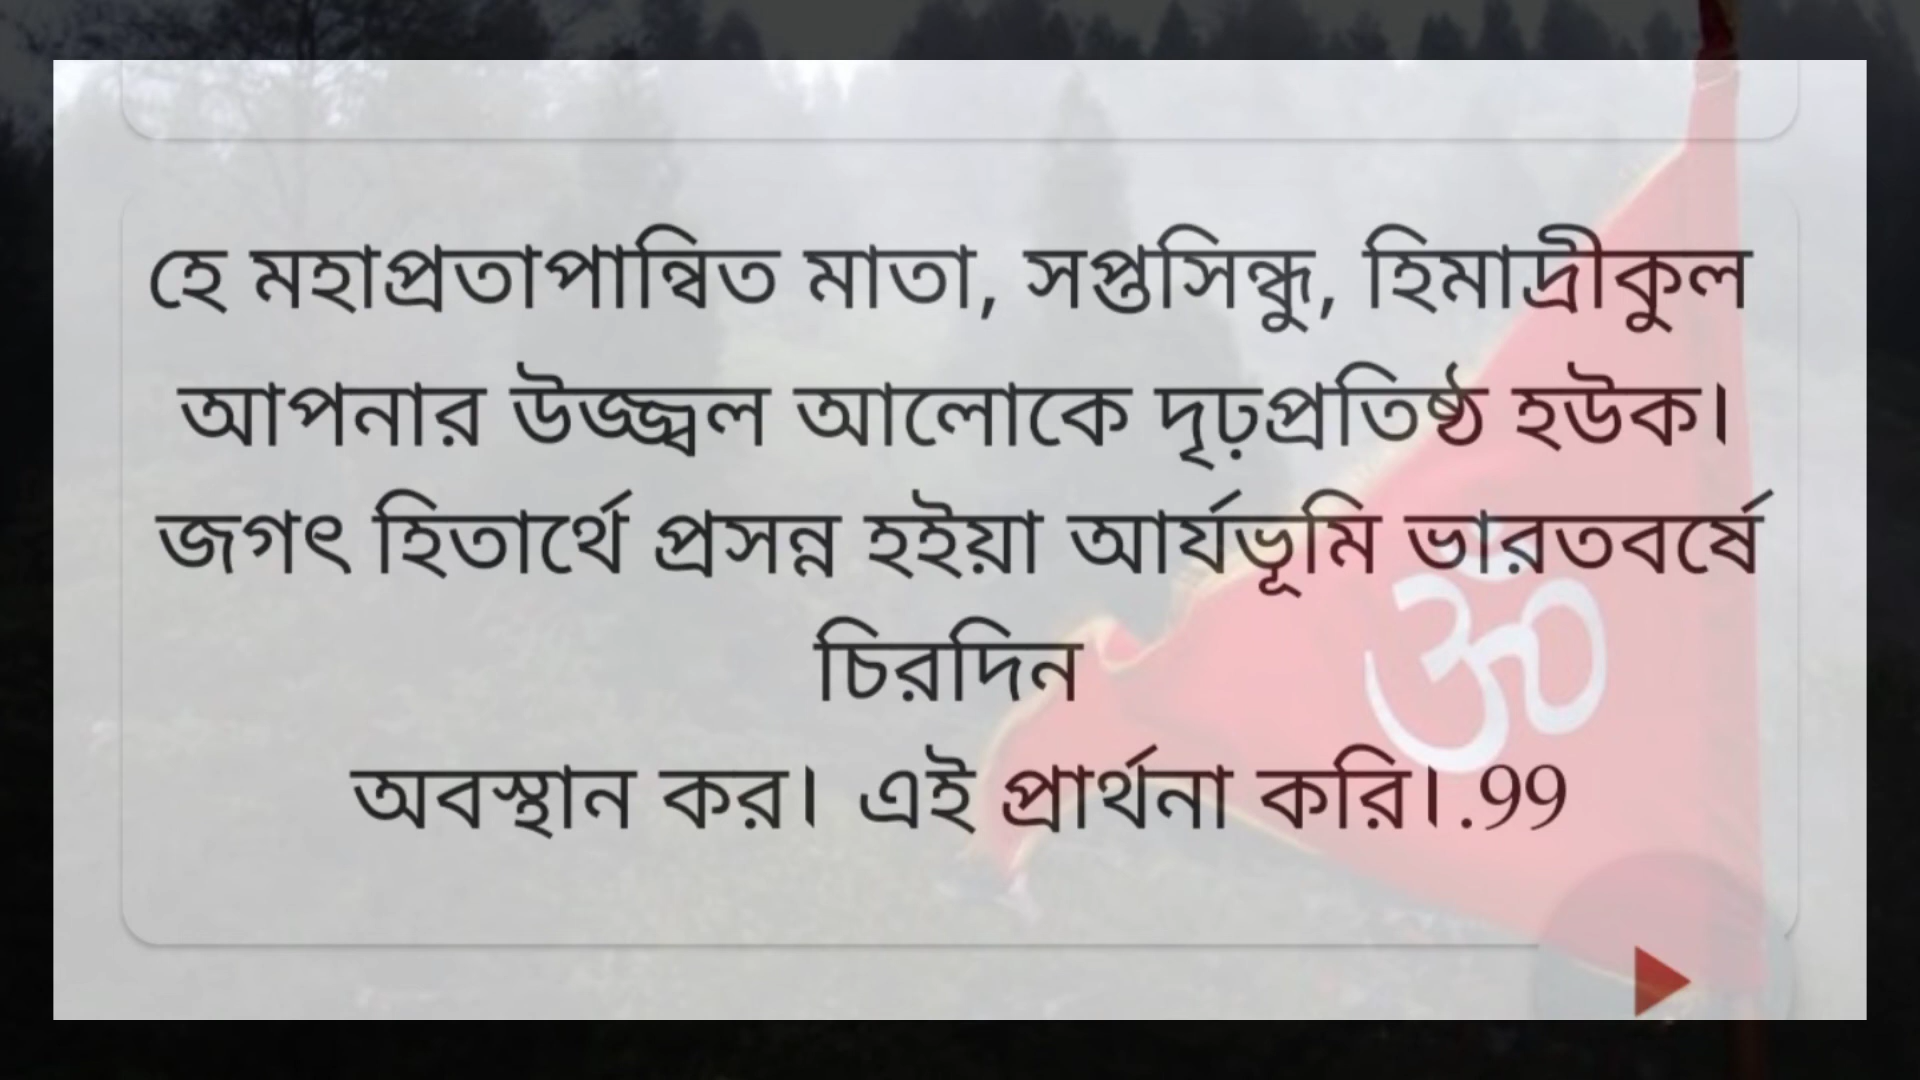 হে মহাপ্রতাপান্বিত মাতা, সপ্তসিন্ধু, হিমাদ্রীকুল
আপনার উজ্জ্বল আলোকে দৃঢ়প্রতিষ্ঠ হউক।
জগৎ হিতার্থে প্রসন্ন হইয়া আর্যভূমি ভারতবর্ষে
চিরদিন
অবস্থান কর। এই প্রার্থনা করি।.99
ॐ